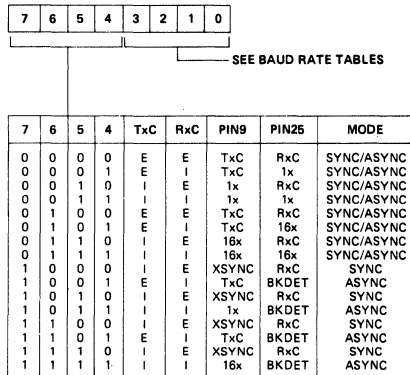 7 6 5 4 3 2 1 0
SEE BAUD RATE TABLES
7 6 5 4 TxC RxC PIN9 PIN25 MODE
0 0 0 0 E E TxC RxC SYNC/ASYNC
0 0 0 1 E I TxC 1x SYNC/ASYNC
0 0 1 0 I E 1x RxC SYNC/ASYNC
0 0 1 1 I I 1x 1x SYNC/ASYNC
0 1 0 0 E E TxC RxC SYNC/ASYNC
0 1 0 1 E I TxC 16x SYNC/ASYNC
0 1 1 0 I E 16x RxC SYNC/ASYNC
0 1 1 1 I I 16x 16x SYNC/ASYNC
1 0 0 0 I E XSYNC RxC SYNC
1 0 0 1 E I TxC BKDET ASYNC
1 0 1 0 I E XSYNC RxC SYNC
1 0 1 1 I I 1x BKDET ASYNC
1 1 0 0 I E XSYNC RxC SYNC
1 1 0 1 E I TxC BKDET ASYNC
1 1 1 0 I E XSYNC RxC SYNC
1 1 1 1 I I 16x BKDET ASYNC